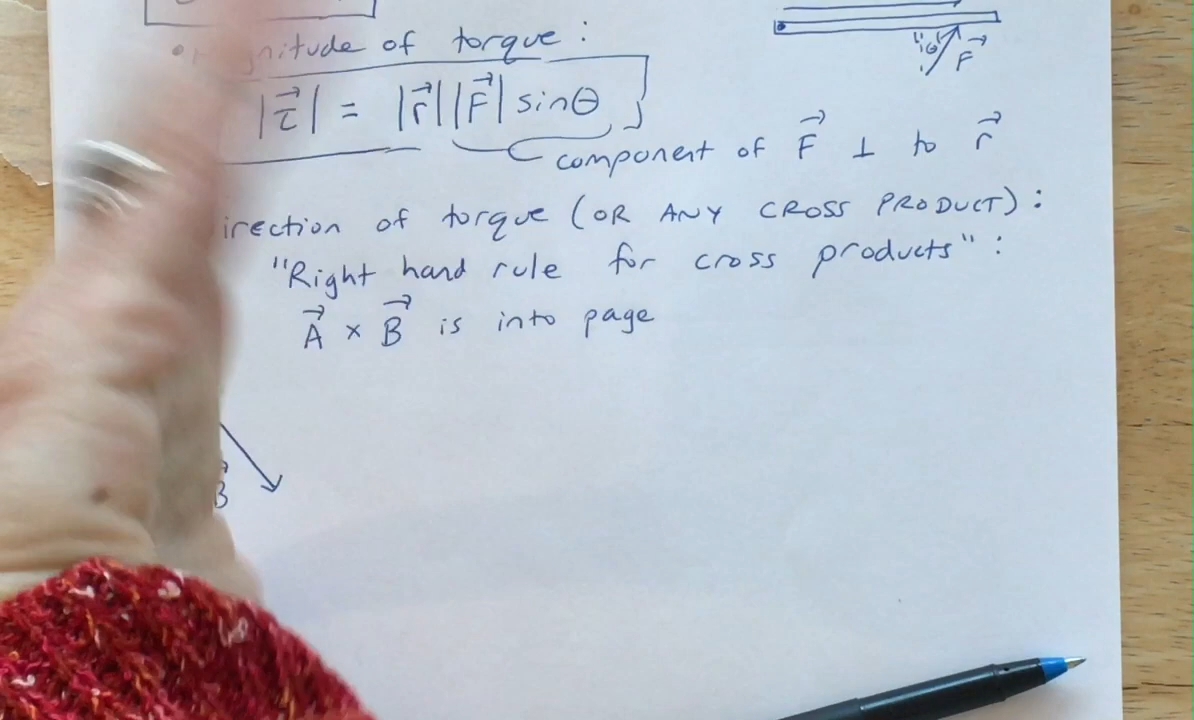 magnitude of torque :
|τ⃗| = |r⃗||F⃗| sinθ
component of F⃗ ⊥ to r⃗
irection of torque (OR ANY CROSS PRODUCT) :
"Right hand rule for cross products" :
A⃗ × B⃗ is into page
θ F⃗
B⃗